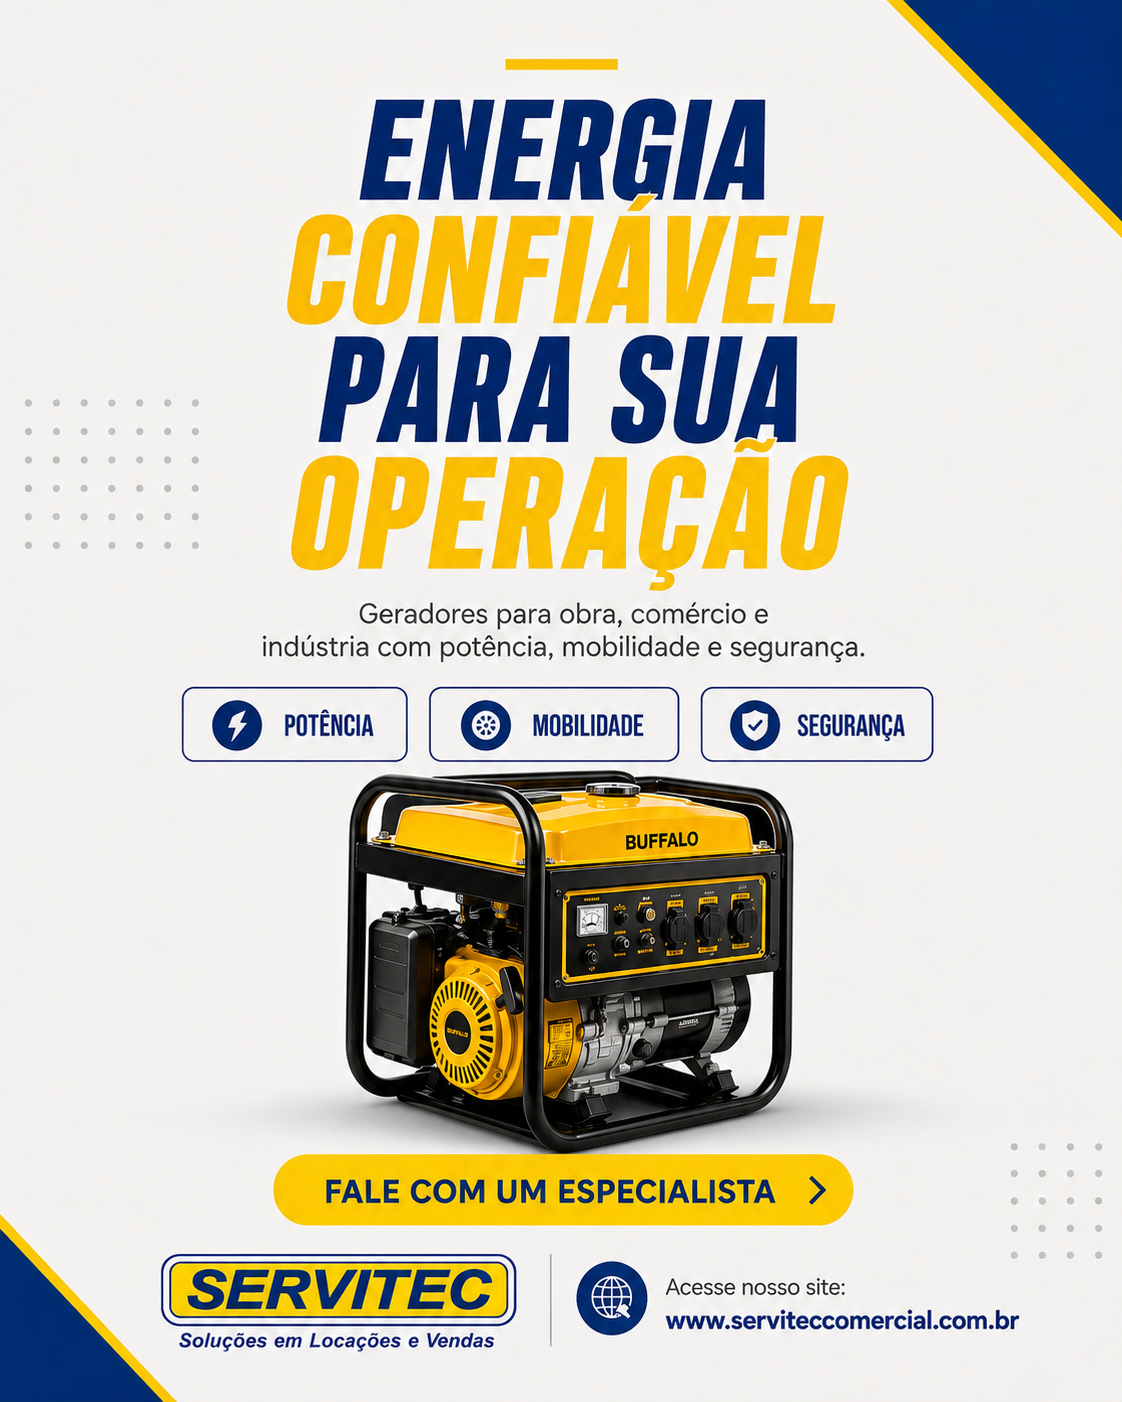 ENERGIA
CONFIÁVEL
PARA SUA
OPERAÇÃO
Geradores para obra, comércio e
indústria com potência, mobilidade e segurança.
POTÊNCIA
MOBILIDADE
SEGURANÇA
BUFFALO
BUFFALO
FALE COM UM ESPECIALISTA
SERVITEC
Soluções em Locações e Vendas
Acesse nosso site:
www.serviteccomercial.com.br